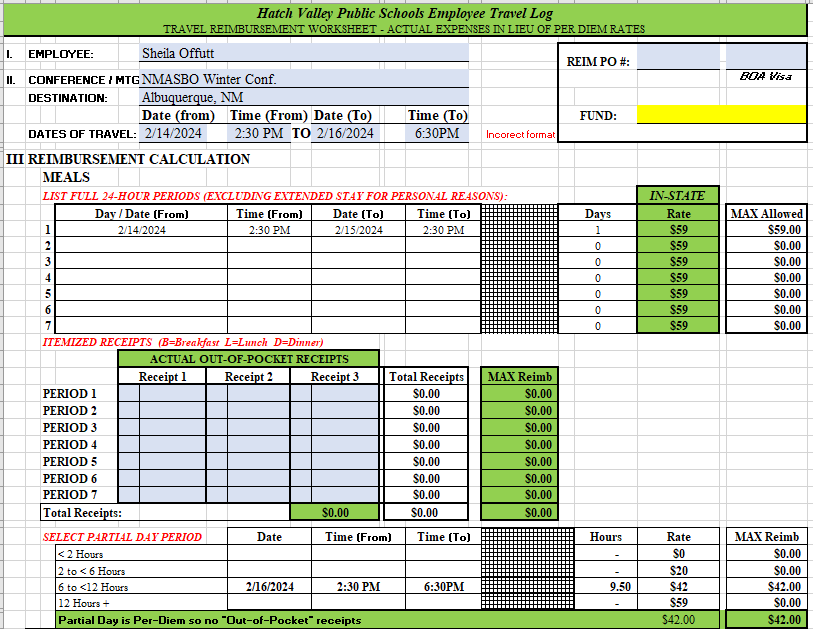 Hatch Valley Public Schools Employee Travel Log
TRAVEL REIMBURSEMENT WORKSHEET - ACTUAL EXPENSES IN LIEU OF PER DIEM RATES
I. EMPLOYEE: Sheila Offutt REIM PO #:
II. CONFERENCE / MTG NMASBO Winter Conf. BOA Visa
DESTINATION: Albuquerque, NM
Date (from) Time (From) Date (To) Time (To) FUND:
DATES OF TRAVEL: 2/14/2024 2:30 PM TO 2/16/2024 6:30PM Incorect format
III REIMBURSEMENT CALCULATION
MEALS
LIST FULL 24-HOUR PERIODS (EXCLUDING EXTENDED STAY FOR PERSONAL REASONS): IN-STATE
Day / Date (From) Time (From) Date (To) Time (To) Days Rate MAX Allowed
1 2/14/2024 2:30 PM 2/15/2024 2:30 PM 1 $59 $59.00
2 0 $59 $0.00
3 0 $59 $0.00
4 0 $59 $0.00
5 0 $59 $0.00
6 0 $59 $0.00
7 0 $59 $0.00
ITEMIZED RECEIPTS (B=Breakfast L=Lunch D=Dinner)
ACTUAL OUT-OF-POCKET RECEIPTS
Receipt 1 Receipt 2 Receipt 3 Total Receipts MAX Reimb
PERIOD 1 $0.00 $0.00
PERIOD 2 $0.00 $0.00
PERIOD 3 $0.00 $0.00
PERIOD 4 $0.00 $0.00
PERIOD 5 $0.00 $0.00
PERIOD 6 $0.00 $0.00
PERIOD 7 $0.00 $0.00
Total Receipts: $0.00 $0.00 $0.00
SELECT PARTIAL DAY PERIOD Date Time (From) Time (To) Hours Rate MAX Reimb
< 2 Hours - $0 $0.00
2 to < 6 Hours - $20 $0.00
6 to <12 Hours 2/16/2024 2:30 PM 6:30PM 9.50 $42 $42.00
12 Hours + - $59 $0.00
Partial Day is Per-Diem so no "Out-of-Pocket" receipts $42.00 $42.00